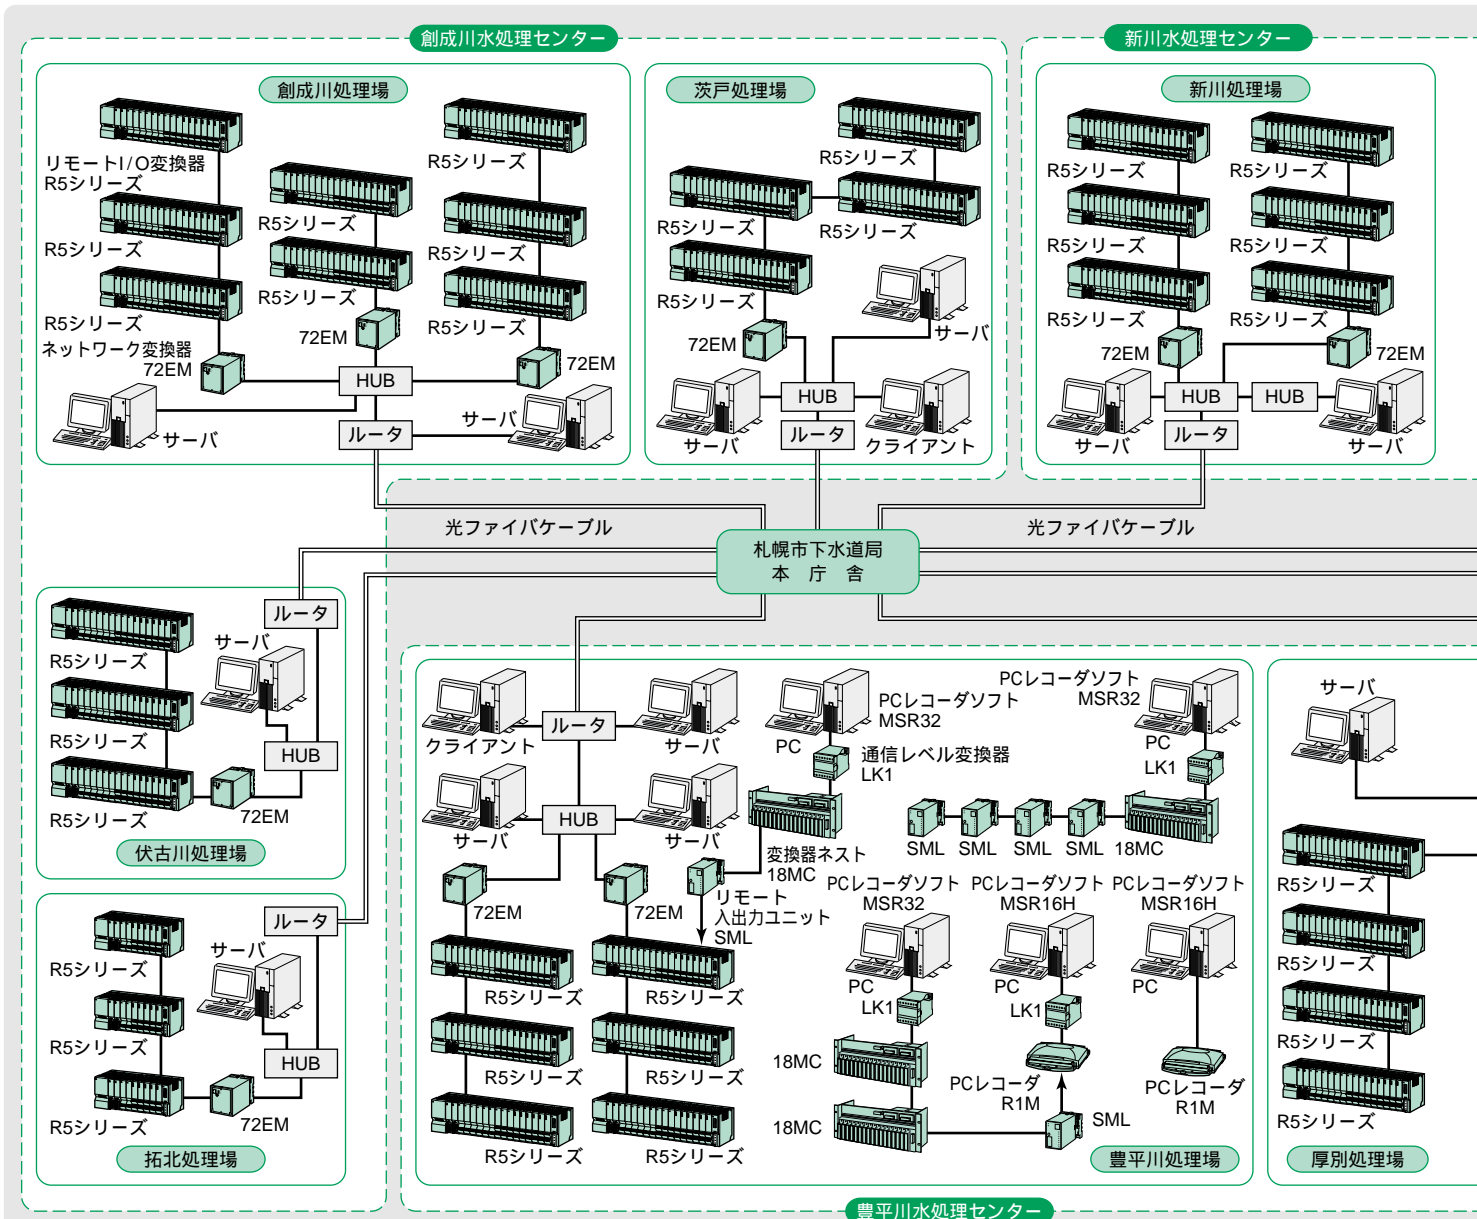 創成川水処理センター
創成川処理場
リモートI/O変換器
R5シリーズ
R5シリーズ
R5シリーズ
ネットワーク変換器
72EM
R5シリーズ
R5シリーズ
72EM
R5シリーズ
R5シリーズ
R5シリーズ
72EM
HUB
サーバ
サーバ
ルータ
茨戸処理場
R5シリーズ
R5シリーズ
R5シリーズ
R5シリーズ
72EM
サーバ
HUB
サーバ
ルータ
クライアント
新川水処理センター
新川処理場
R5シリーズ
R5シリーズ
R5シリーズ
R5シリーズ
R5シリーズ
R5シリーズ
72EM
72EM
HUB
HUB
サーバ
ルータ
サーバ
光ファイバケーブル
光ファイバケーブル
札幌市下水道局
本庁舎
ルータ
サーバ
R5シリーズ
R5シリーズ
R5シリーズ
HUB
72EM
伏古川処理場
ルータ
サーバ
R5シリーズ
R5シリーズ
R5シリーズ
HUB
72EM
拓北処理場
クライアント
ルータ
サーバ
サーバ
HUB
サーバ
72EM
72EM
R5シリーズ
R5シリーズ
R5シリーズ
R5シリーズ
R5シリーズ
R5シリーズ
PCレコーダソフト
MSR32
PC
通信レベル変換器
LK1
変換器ネスト
18MC
リモート
入出力ユニット
SML
PCレコーダソフト
MSR32
PC
LK1
SML
SML
SML
SML
18MC
PCレコーダソフト
MSR32
PC
LK1
18MC
18MC
PCレコーダソフト
MSR16H
PC
LK1
PCレコーダ
R1M
SML
PCレコーダソフト
MSR16H
PC
PCレコーダ
R1M
豊平川処理場
サーバ
R5シリーズ
R5シリーズ
R5シリーズ
R5シリーズ
厚別処理場
豊平川水処理センター